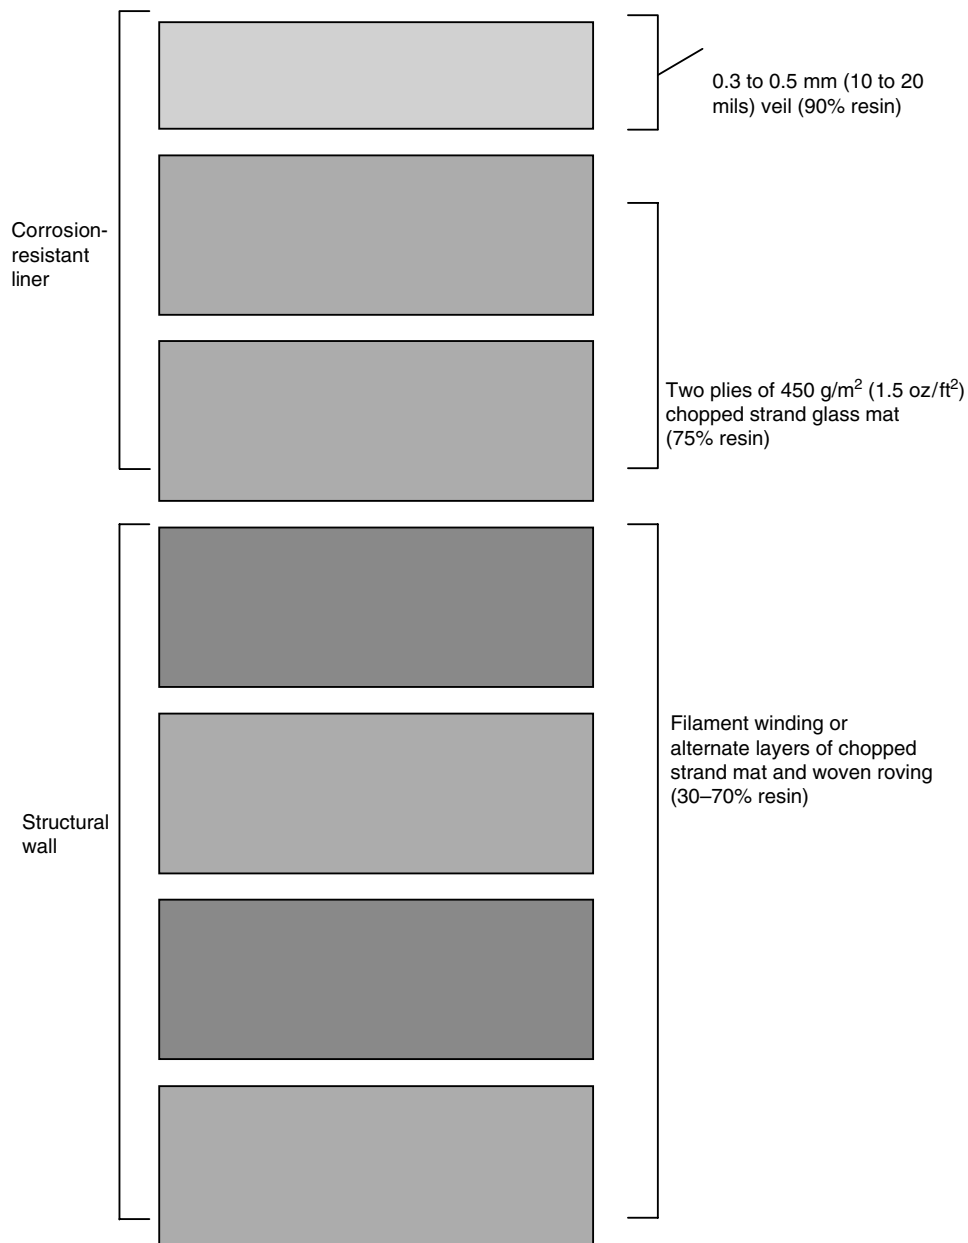 0.3 to 0.5 mm (10 to 20
mils) veil (90% resin)
Corrosion-
resistant
liner
Two plies of 450 g/m² (1.5 oz/ft²)
chopped strand glass mat
(75% resin)
Filament winding or
alternate layers of chopped
strand mat and woven roving
(30–70% resin)
Structural
wall